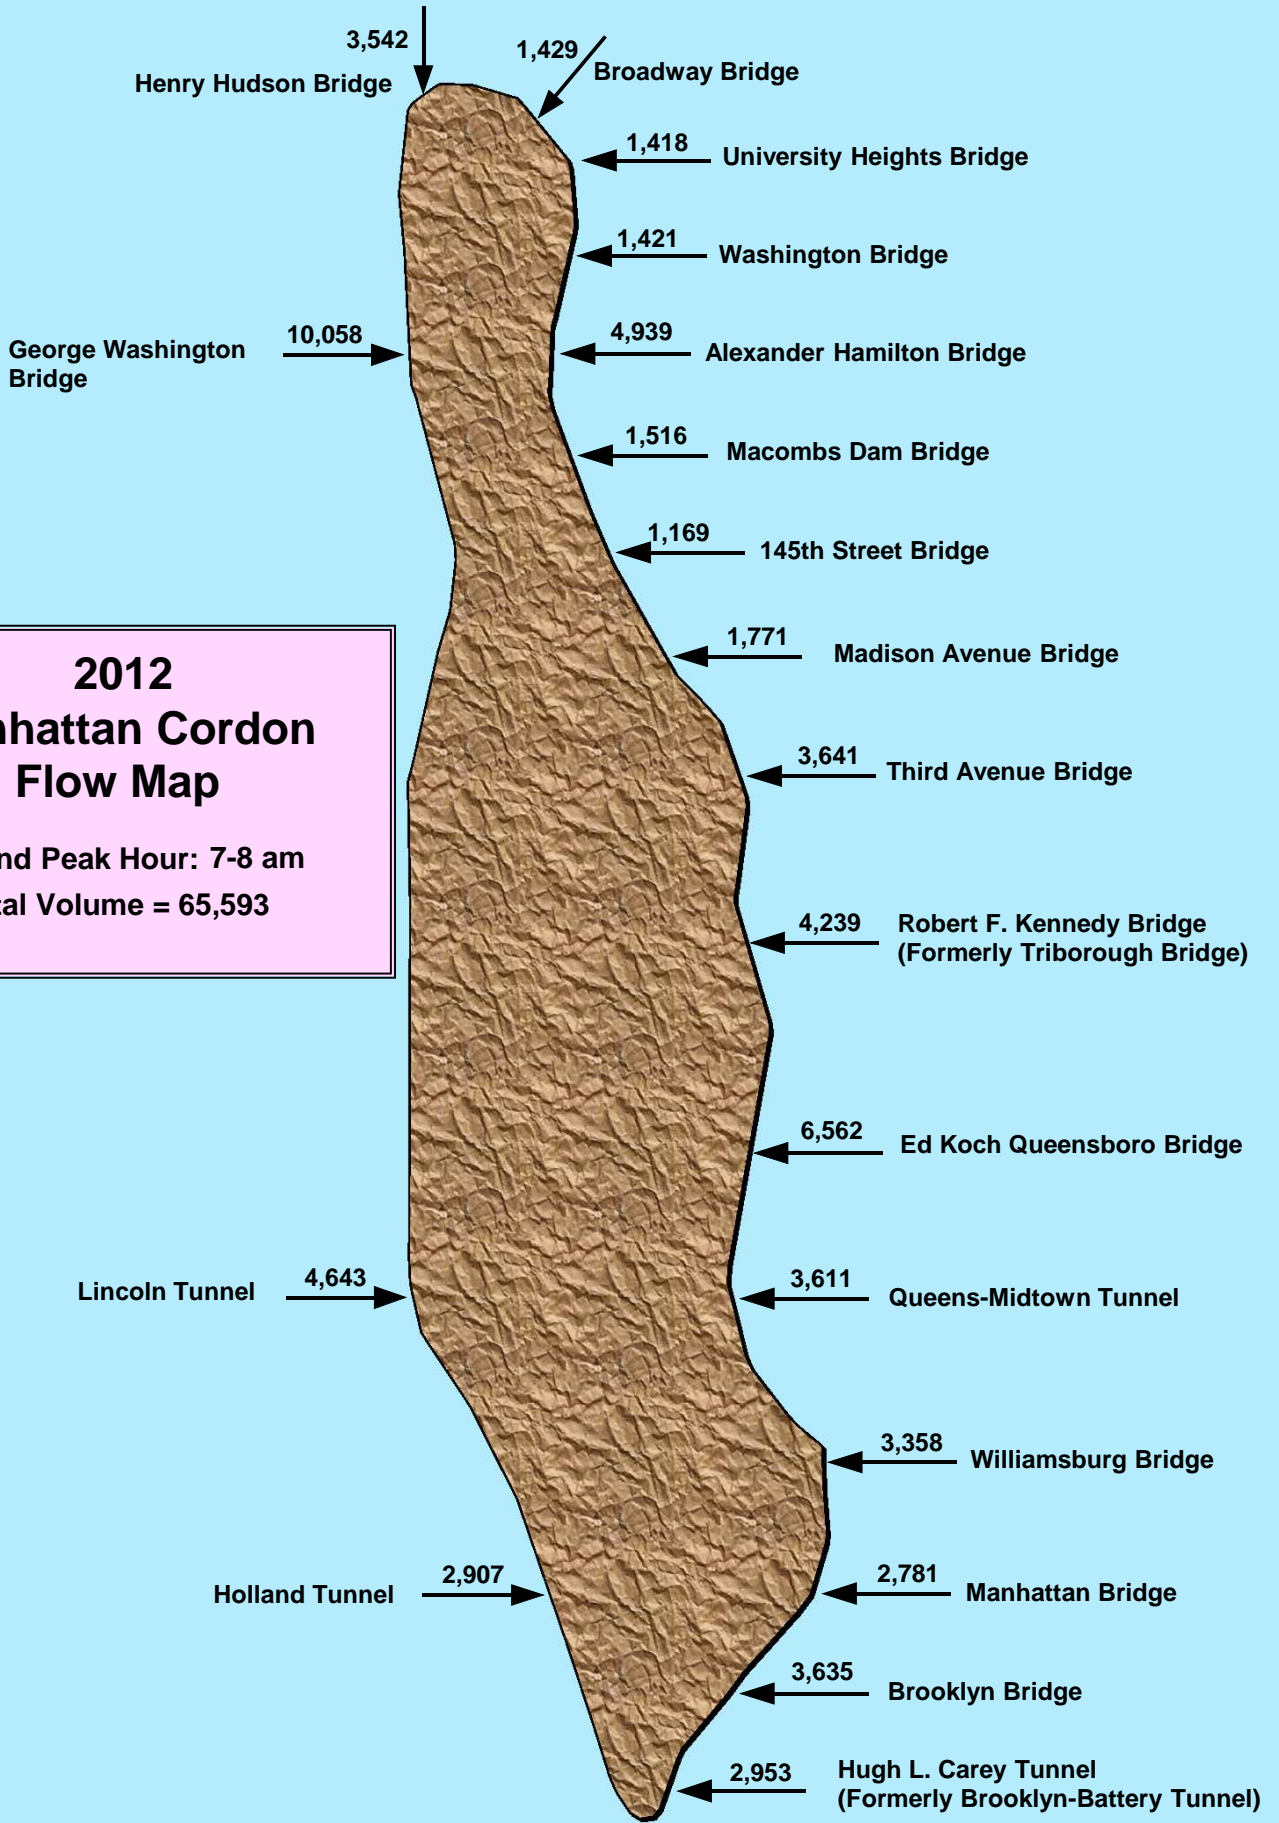 3,542
1,429
Henry Hudson Bridge
Broadway Bridge
1,418
University Heights Bridge
1,421
Washington Bridge
George Washington
Bridge
10,058
4,939
Alexander Hamilton Bridge
1,516
Macombs Dam Bridge
1,169
145th Street Bridge
1,771
Madison Avenue Bridge
2012
Cordon
Flow Map
Peak Hour: 7-8 am
Volume = 65,593
3,641
Third Avenue Bridge
4,239
Robert F. Kennedy Bridge
(Formerly Triborough Bridge)
6,562
Ed Koch Queensboro Bridge
Lincoln Tunnel
4,643
3,611
Queens-Midtown Tunnel
3,358
Williamsburg Bridge
Holland Tunnel
2,907
2,781
Manhattan Bridge
3,635
Brooklyn Bridge
2,953
Hugh L. Carey Tunnel
(Formerly Brooklyn-Battery Tunnel)